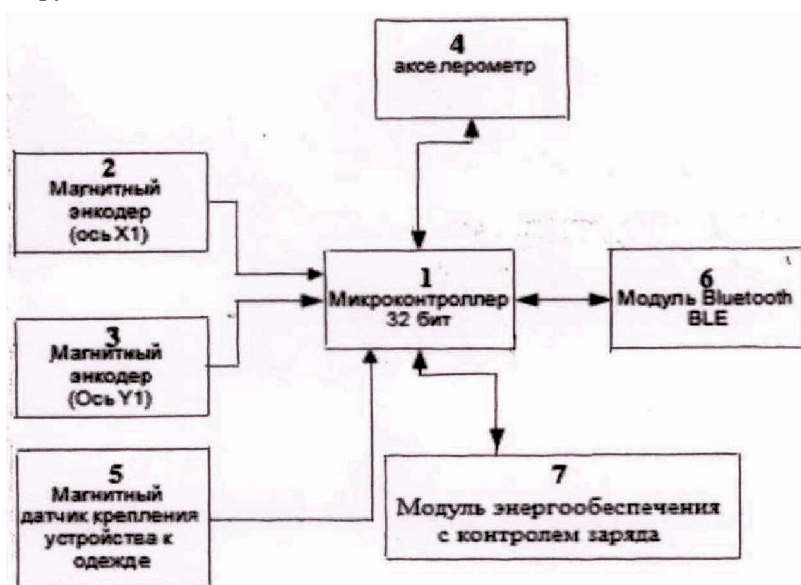 4
акселерометр
2
Магнитный
энкодер
(ось X1)
1
Микроконтроллер
32 бит
6
Модуль Bluetooth
BLE
3
Магнитный
энкодер
(Ось Y1)
5
Магнитный
датчик крепления
устройства к
одежде
7
Модуль энергообеспечения
с контролем заряда